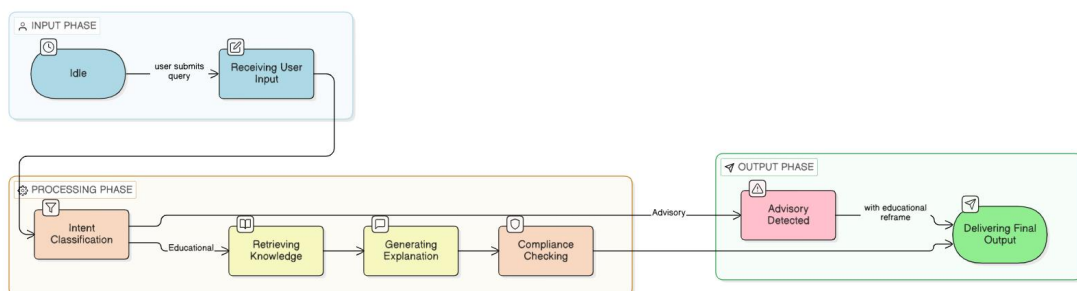 INPUT PHASE
Idle
user submits
query
Receiving User
Input
PROCESSING PHASE
Intent
Classification
Advisory
Educational
Retrieving
Knowledge
Generating
Explanation
Compliance
Checking
OUTPUT PHASE
Advisory
Detected
with educational
reframe
Delivering Final
Output